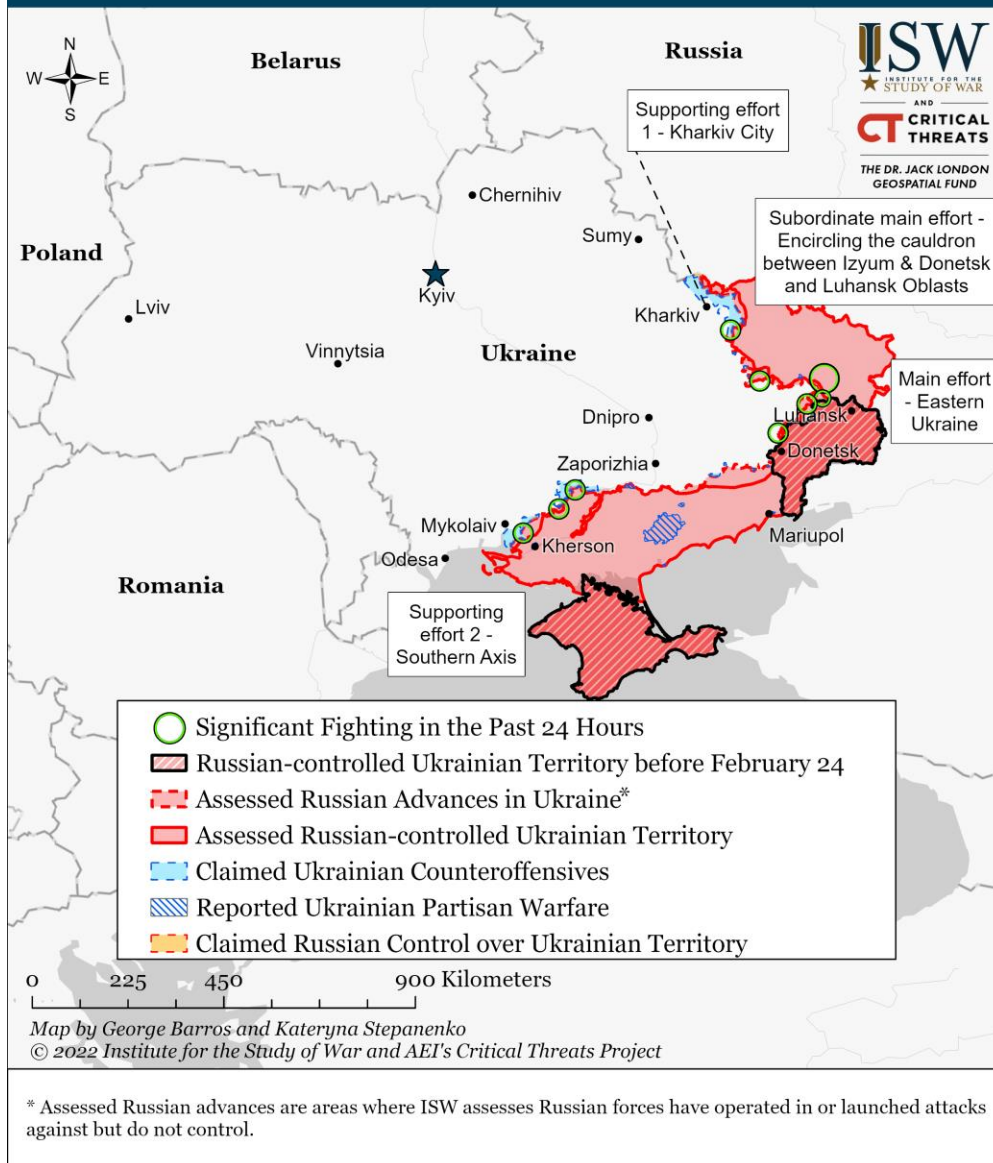 N
W E
S
Belarus
Russia
ISW
INSTITUTE FOR THE
STUDY OF WAR
AND
CT CRITICAL
THREATS
THE DR. JACK LONDON
GEOSPATIAL FUND
Supporting effort
1 - Kharkiv City
Chernihiv
Sumy
Subordinate main effort -
Encircling the cauldron
between Izyum & Donetsk
and Luhansk Oblasts
Poland
Kyiv
Lviv
Kharkiv
Vinnytsia
Ukraine
Main effort
- Eastern
Ukraine
Dnipro
Luhansk
Donetsk
Zaporizhia
Mykolaiv
Mariupol
Kherson
Odesa
Romania
Supporting
effort 2 -
Southern Axis
Significant Fighting in the Past 24 Hours
Russian-controlled Ukrainian Territory before February 24
Assessed Russian Advances in Ukraine*
Assessed Russian-controlled Ukrainian Territory
Claimed Ukrainian Counteroffensives
Reported Ukrainian Partisan Warfare
Claimed Russian Control over Ukrainian Territory
0 225 450 900 Kilometers
Map by George Barros and Kateryna Stepanenko
© 2022 Institute for the Study of War and AEI's Critical Threats Project
* Assessed Russian advances are areas where ISW assesses Russian forces have operated in or launched attacks
against but do not control.